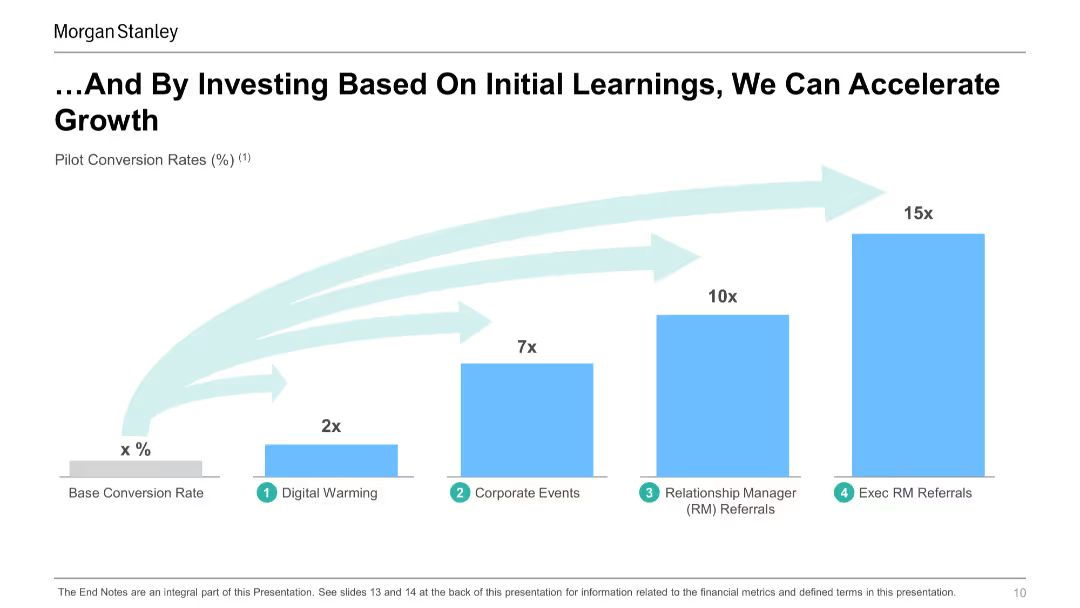 Morgan Stanley
…And By Investing Based On Initial Learnings, We Can Accelerate
Growth
Pilot Conversion Rates (%) (1)
15x
10x
7x
2x
x %
Base Conversion Rate
1 Digital Warming
2 Corporate Events
3 Relationship Manager
(RM) Referrals
4 Exec RM Referrals
The End Notes are an integral part of this Presentation. See slides 13 and 14 at the back of this presentation for information related to the financial metrics and defined terms in this presentation.
10